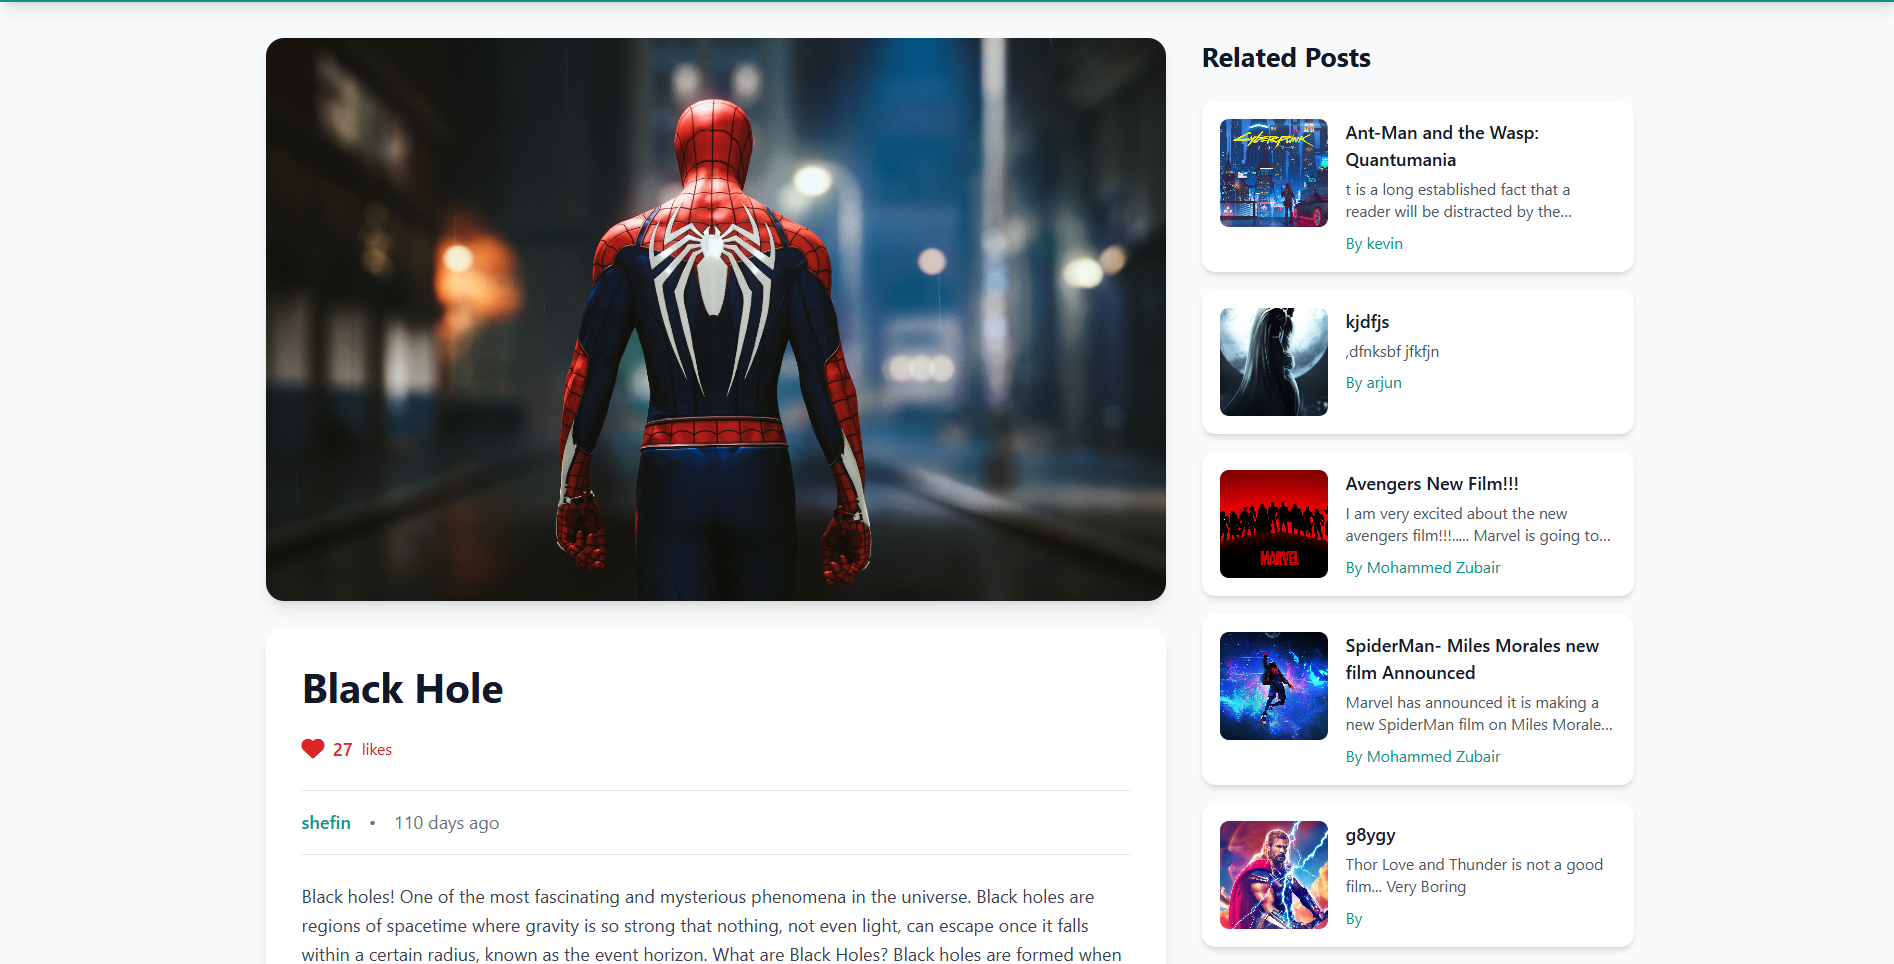 Black Hole
27 likes
shefin • 110 days ago
Black holes! One of the most fascinating and mysterious phenomena in the universe. Black holes are
regions of spacetime where gravity is so strong that nothing, not even light, can escape once it falls
within a certain radius, known as the event horizon. What are Black Holes? Black holes are formed when
Related Posts
CYBERPUNK
Ant-Man and the Wasp:
Quantumania
t is a long established fact that a
reader will be distracted by the...
By kevin
kjdfjs
,dfnksbf jfkfjn
By arjun
MARVEL
Avengers New Film!!!
I am very excited about the new
avengers film!!!..... Marvel is going to...
By Mohammed Zubair
SpiderMan- Miles Morales new
film Announced
Marvel has announced it is making a
new SpiderMan film on Miles Morale...
By Mohammed Zubair
g8ygy
Thor Love and Thunder is not a good
film... Very Boring
By